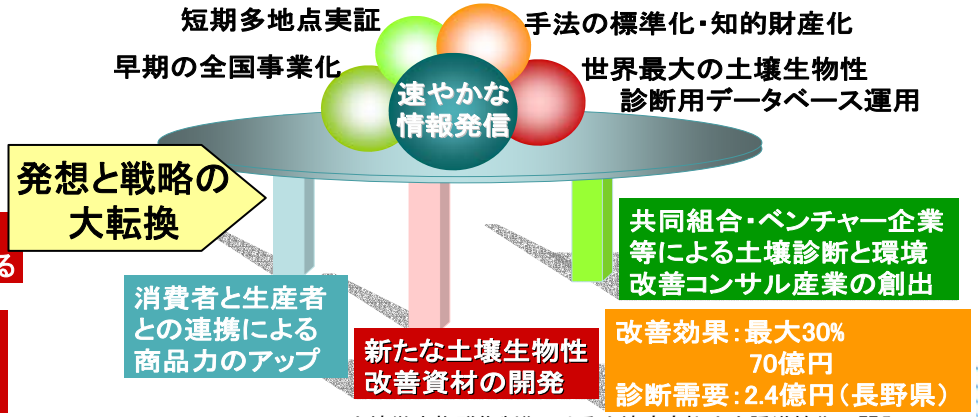 短期多地点実証
手法の標準化・知的財産化
早期の全国事業化
世界最大の土壌生物性
診断用データベース運用
速やかな
情報発信
発想と戦略の
大転換
る
共同組合・ベンチャー企業
等による土壌診断と環境
改善コンサル産業の創出
消費者と生産者
との連携による
商品力のアップ
新たな土壌生物性
改善資材の開発
改善効果：最大30%
70億円
診断需要：2.4億円（長野県）